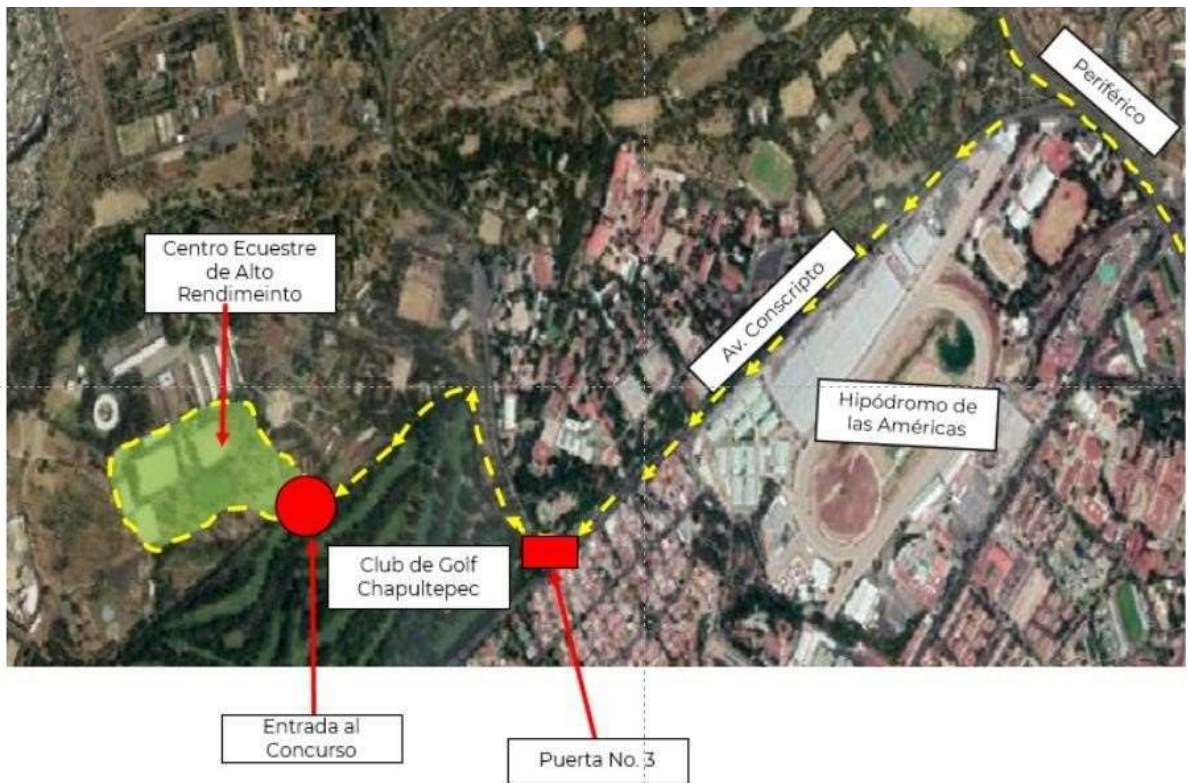 Periférico
Centro Ecuestre
de Alto
Rendimeinto
Av. Conscripto
Hipódromo de
las Américas
Club de Golf
Chapultepec
Entrada al
Concurso
Puerta No. 3